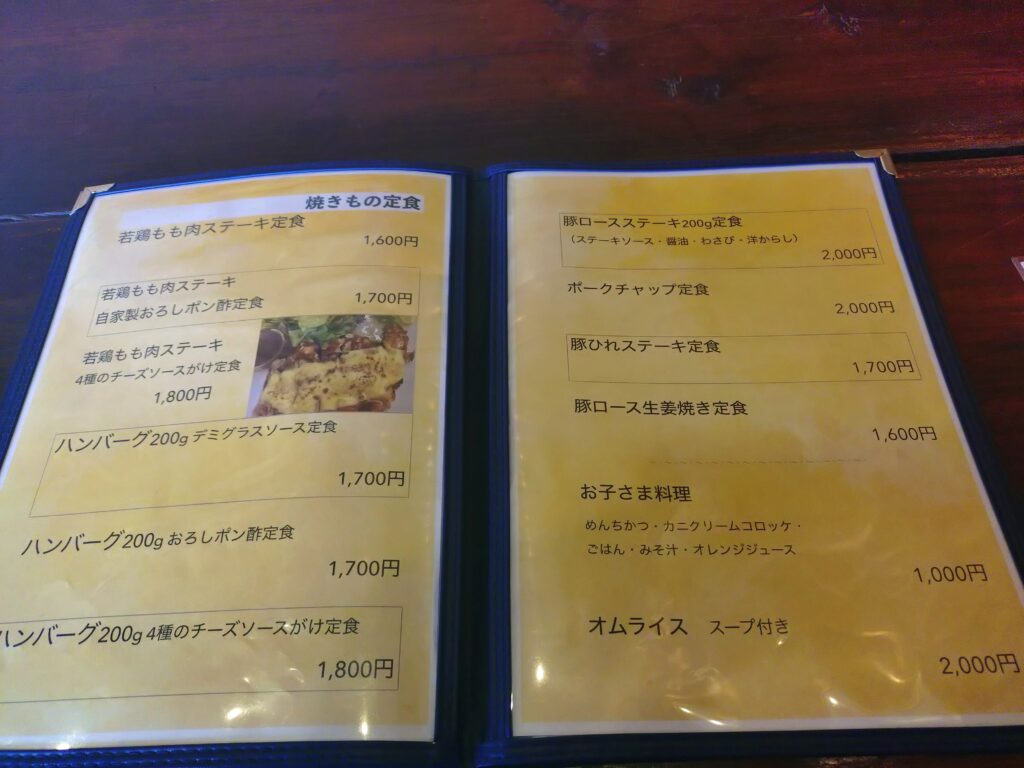 焼きもの定食
若鶏もも肉ステーキ定食
1,600円
若鶏もも肉ステーキ
自家製おろしポン酢定食
1,700円
若鶏もも肉ステーキ
4種のチーズソースがけ定食
1,800円
ハンバーグ200g デミグラスソース定食
1,700円
ハンバーグ200g おろしポン酢定食
1,700円
ハンバーグ200g 4種のチーズソースがけ定食
1,800円
豚ロースステーキ200g定食
（ステーキソース・醤油・わさび・洋からし）
2,000円
ポークチャップ定食
2,000円
豚ひれステーキ定食
1,700円
豚ロース生姜焼き定食
1,600円
お子さま料理
めんちかつ・カニクリームコロッケ・
ごはん・みそ汁・オレンジジュース
1,000円
オムライス スープ付き
2,000円